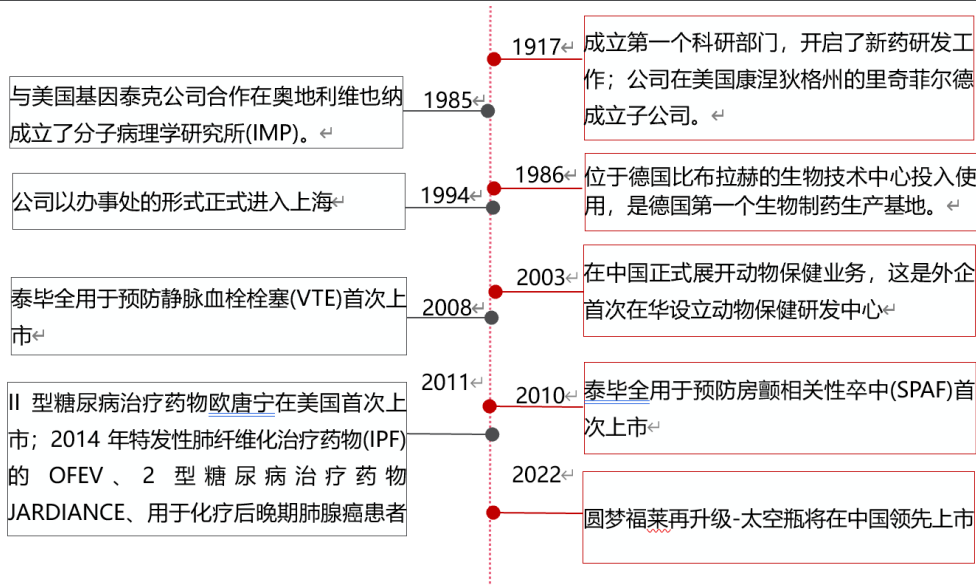 1917
成立第一个科研部门，开启了新药研发工
作；公司在美国康涅狄格州的里奇菲尔德
成立子公司。
1985
与美国基因泰克公司合作在奥地利维也纳
成立了分子病理学研究所(IMP)。
1986
位于德国比布拉赫的生物技术中心投入使
用，是德国第一个生物制药生产基地。
1994
公司以办事处的形式正式进入上海
2003
在中国正式展开动物保健业务，这是外企
首次在华设立动物保健研发中心
2008
泰毕全用于预防静脉血栓栓塞(VTE)首次上
市
2010
泰毕全用于预防房颤相关性卒中(SPAF)首
次上市
2011
II 型糖尿病治疗药物欧唐宁在美国首次上
市；2014 年特发性肺纤维化治疗药物(IPF)
的 OFEV、2 型糖尿病治疗药物
JARDIANCE、用于化疗后晚期肺腺癌患者
2022
圆梦福莱再升级-太空瓶将在中国领先上市